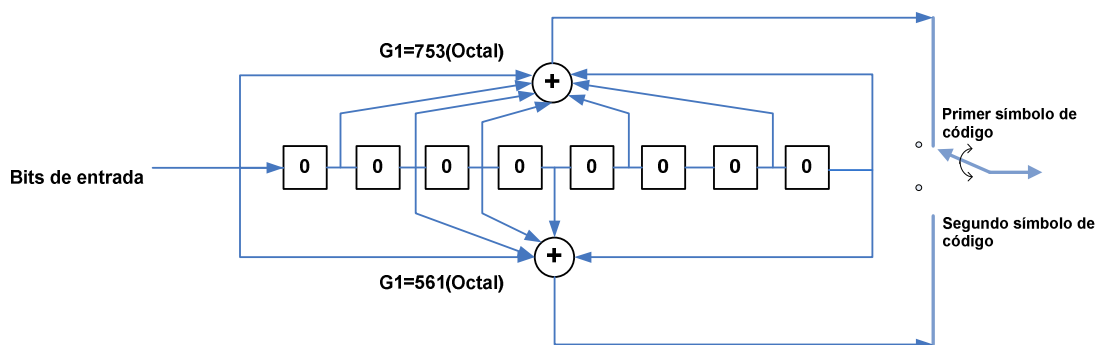 G1=753(Octal)
+
Primer símbolo de
código
Bits de entrada
0 0 0 0 0 0 0 0
Segundo símbolo de
código
+
G1=561(Octal)